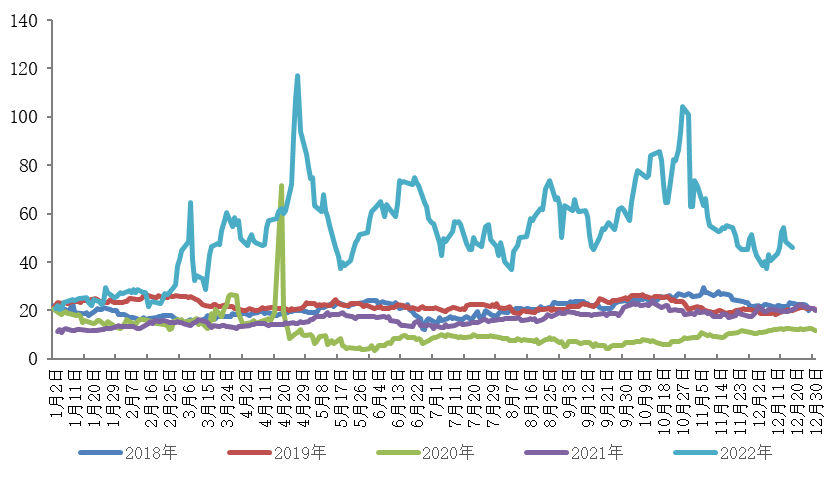 140
120
100
80
60
40
20
0
1月2日
1月11日
1月20日
1月29日
2月7日
2月16日
2月25日
3月6日
3月15日
3月24日
4月2日
4月11日
4月20日
4月29日
5月8日
5月17日
5月26日
6月4日
6月13日
6月22日
7月1日
7月11日
7月20日
7月29日
8月7日
8月16日
8月25日
9月3日
9月12日
9月21日
9月30日
10月9日
10月18日
10月27日
11月5日
11月14日
11月23日
12月2日
12月11日
12月20日
12月30日
2018年
2019年
2020年
2021年
2022年